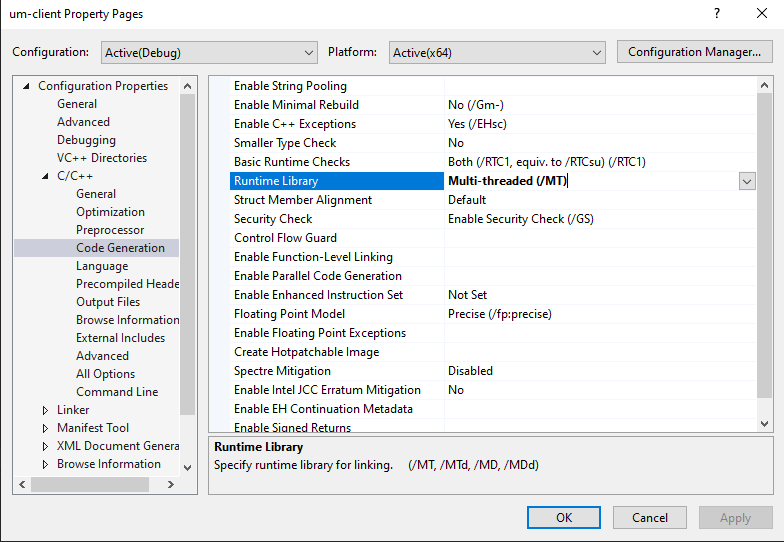 um-client Property Pages
Configuration: Active(Debug) Platform: Active(x64) Configuration Manager...
Configuration Properties
General
Advanced
Debugging
VC++ Directories
C/C++
General
Optimization
Preprocessor
Code Generation
Language
Precompiled Heade
Output Files
Browse Information
External Includes
Advanced
All Options
Command Line
Linker
Manifest Tool
XML Document Genera
Browse Information
Enable String Pooling
Enable Minimal Rebuild No (/Gm-)
Enable C++ Exceptions Yes (/EHsc)
Smaller Type Check No
Basic Runtime Checks Both (/RTC1, equiv. to /RTCsu) (/RTC1)
Runtime Library Multi-threaded (/MT)
Struct Member Alignment Default
Security Check Enable Security Check (/GS)
Control Flow Guard
Enable Function-Level Linking
Enable Parallel Code Generation
Enable Enhanced Instruction Set Not Set
Floating Point Model Precise (/fp:precise)
Enable Floating Point Exceptions
Create Hotpatchable Image
Spectre Mitigation Disabled
Enable Intel JCC Erratum Mitigation No
Enable EH Continuation Metadata
Enable Signed Returns
Runtime Library
Specify runtime library for linking. (/MT, /MTd, /MD, /MDd)
OK Cancel Apply